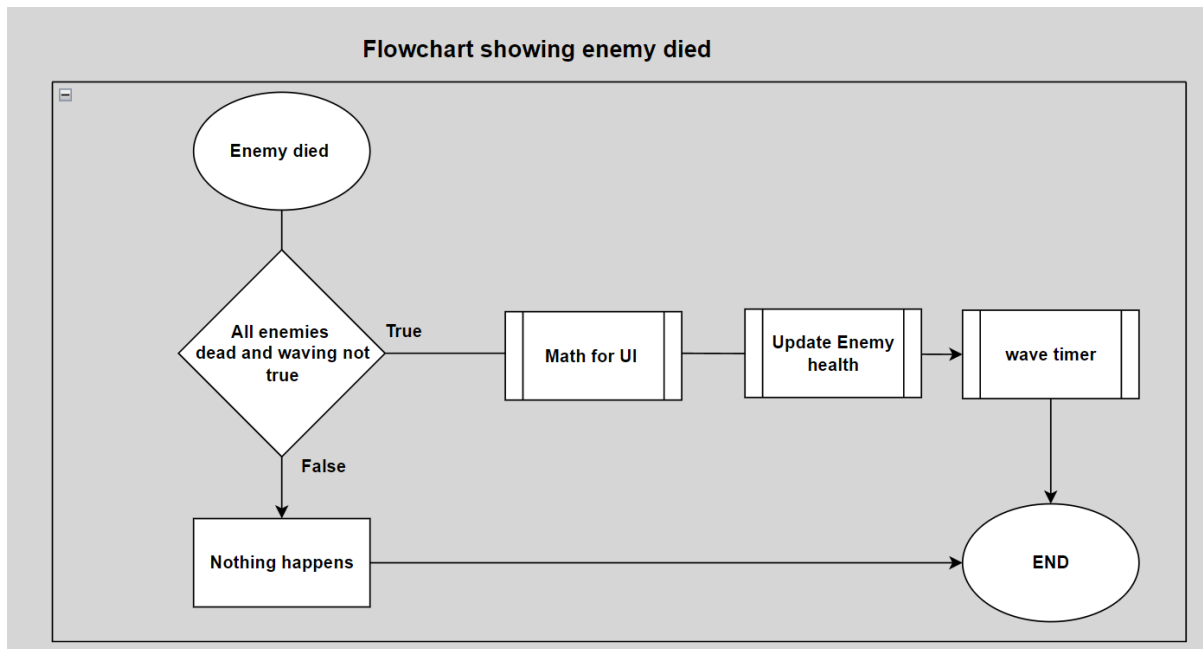 Flowchart showing enemy died
Enemy died
All enemies
dead and waving not
true
True
Math for UI
Update Enemy
health
wave timer
False
Nothing happens
END